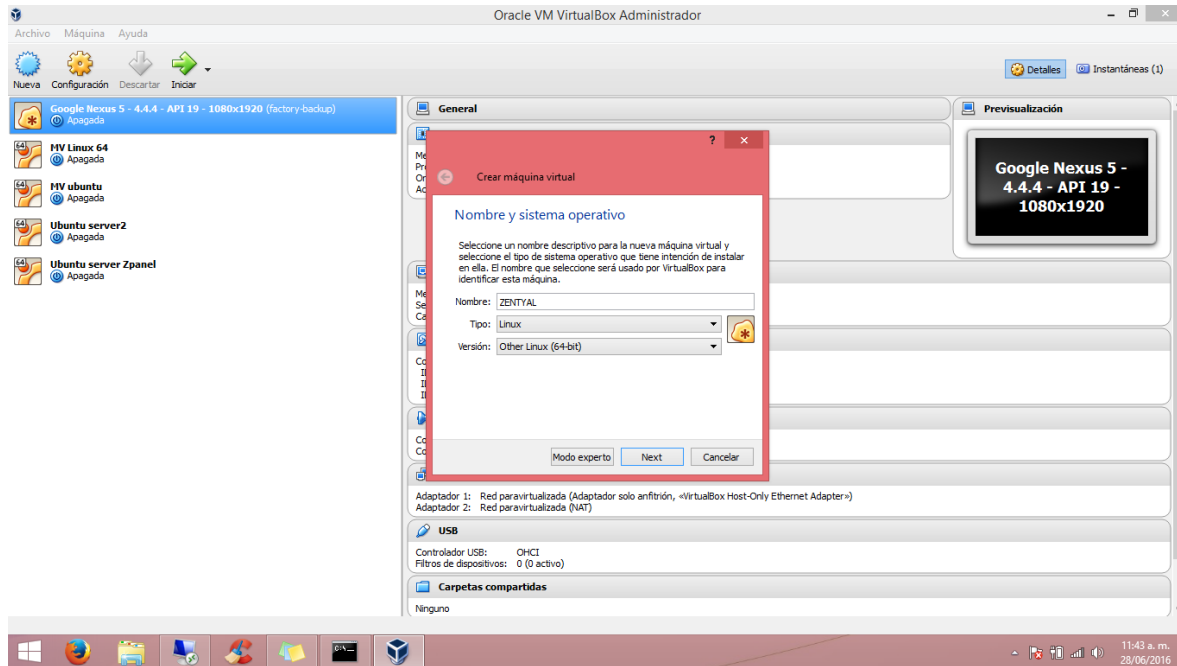 Oracle VM VirtualBox Administrador
Archivo Máquina Ayuda
Nueva Configuración Descartar Iniciar
Detalles Instantáneas (1)
Google Nexus 5 - 4.4.4 - API 19 - 1080x1920 (factory-backup)
Apagada
64 MV Linux 64
Apagada
64 MV ubuntu
Apagada
64 Ubuntu server2
Apagada
64 Ubuntu server Zpanel
Apagada
General
Previsualización
Google Nexus 5 -
4.4.4 - API 19 -
1080x1920
? ×
Crear máquina virtual
Nombre y sistema operativo
Seleccione un nombre descriptivo para la nueva máquina virtual y
seleccione el tipo de sistema operativo que tiene intención de instalar
en ella. El nombre que seleccione será usado por VirtualBox para
identificar esta máquina.
Nombre: ZENTYAL
Tipo: Linux
Versión: Other Linux (64-bit)
Modo experto Next Cancelar
Adaptador 1: Red paravirtualizada (Adaptador solo anfitrión, «VirtualBox Host-Only Ethernet Adapter»)
Adaptador 2: Red paravirtualizada (NAT)
USB
Controlador USB: OHCI
Filtros de dispositivos: 0 (0 activo)
Carpetas compartidas
Ninguno
11:43 a. m.
28/06/2016